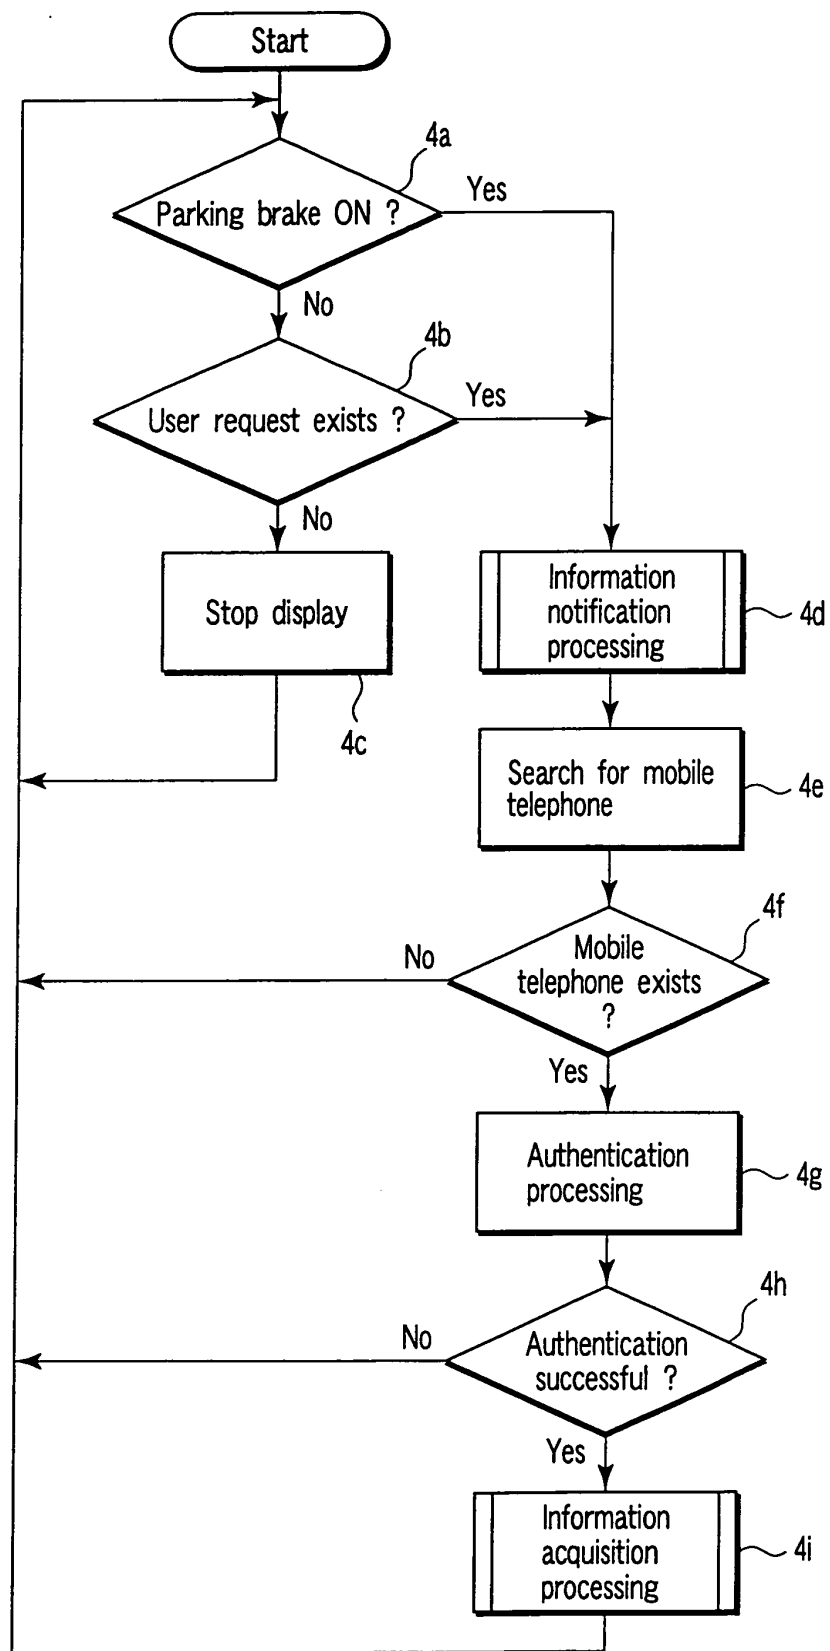 Start
4a
Parking brake ON ?
Yes
No
4b
User request exists ?
Yes
No
Stop display
4c
Information
notification
processing
4d
Search for mobile
telephone
4e
4f
Mobile
telephone exists
?
No
Yes
Authentication
processing
4g
4h
Authentication
successful ?
No
Yes
Information
acquisition
processing
4i